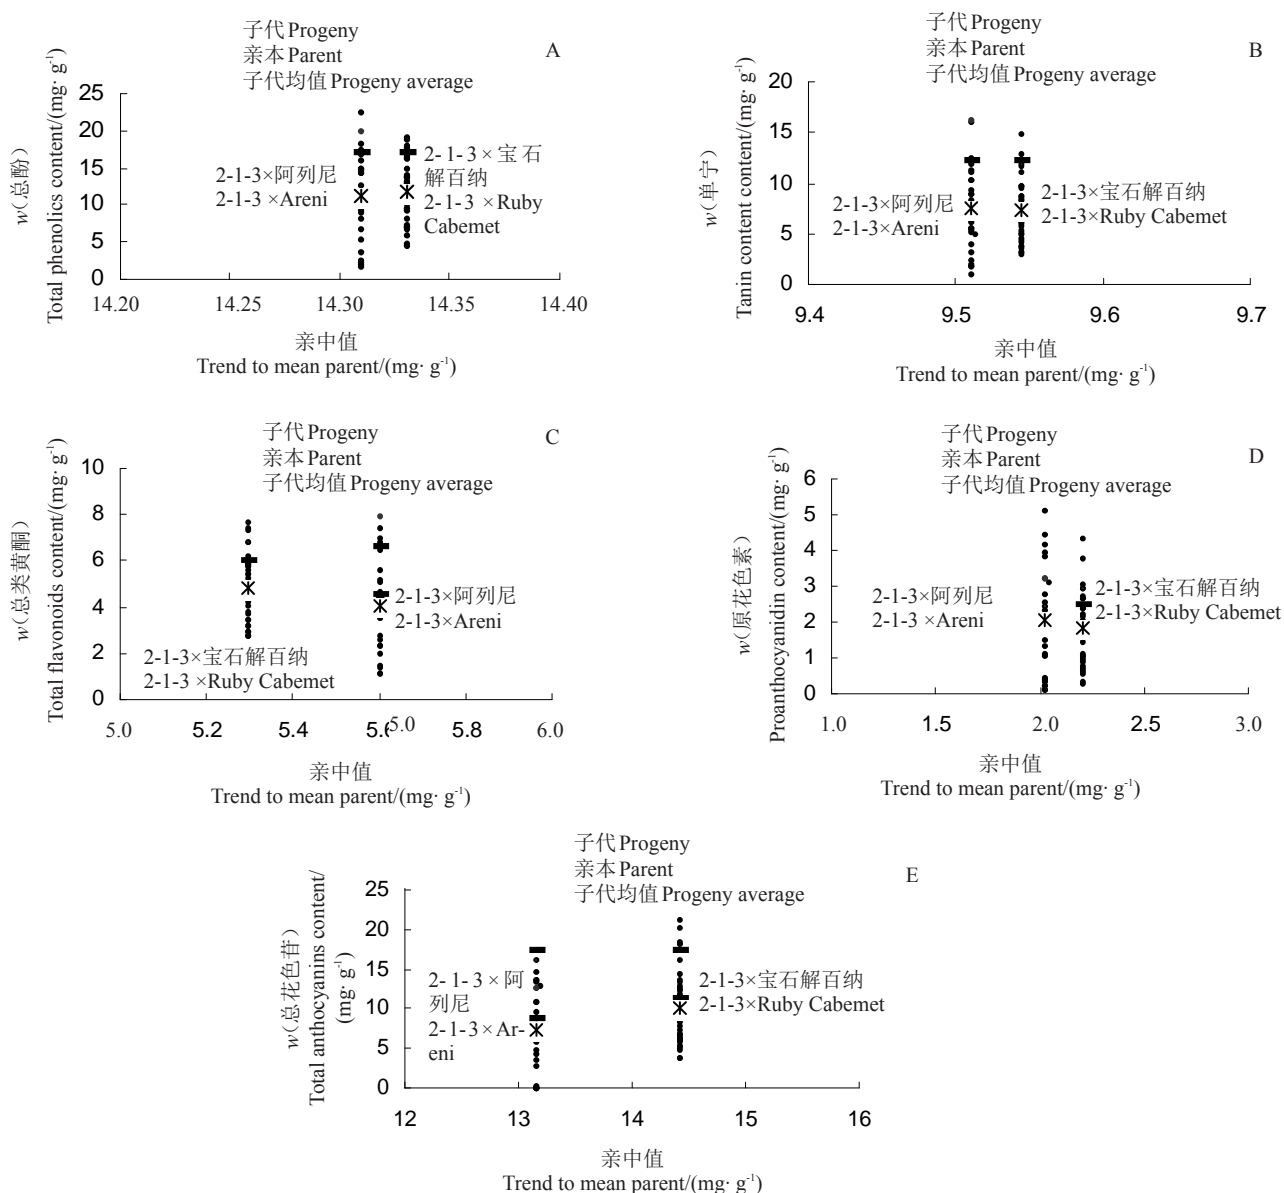 子代 Progeny
亲本 Parent
子代均值 Progeny average
A
w(总酚)
Total phenolics content/(mg· g⁻¹)
25
20
15
10
5
0
2-1-3×阿列尼
2-1-3 ×Areni
2-1-3×宝石
解百纳
2-1-3 ×Ruby
Cabemet
14.20
14.25
14.30
14.35
14.40
亲中值
Trend to mean parent/(mg· g⁻¹)
子代 Progeny
亲本 Parent
子代均值 Progeny average
B
w(单宁)
Tanin content content/(mg· g⁻¹)
20
15
10
5
0
2-1-3×阿列尼
2-1-3×Areni
2-1-3×宝石解百纳
2-1-3×Ruby Cabemet
9.4
9.5
9.6
9.7
亲中值
Trend to mean parent/(mg· g⁻¹)
子代 Progeny
亲本 Parent
子代均值 Progeny average
C
w(总类黄酮)
Total flavonoids content/(mg· g⁻¹)
10
8
6
4
2
0
2-1-3×阿列尼
2-1-3×Areni
2-1-3×宝石解百纳
2-1-3 ×Ruby Cabemet
5.0
5.2
5.4
5.6
5.0
5.8
6.0
亲中值
Trend to mean parent/(mg· g⁻¹)
子代 Progeny
亲本 Parent
子代均值 Progeny average
D
w(原花色素)
Proanthocyanidin content/(mg· g⁻¹)
6
5
4
3
2
1
0
2-1-3×阿列尼
2-1-3 ×Areni
2-1-3×宝石解百纳
2-1-3×Ruby Cabemet
1.0
1.5
2.0
2.5
3.0
亲中值
Trend to mean parent/(mg· g⁻¹)
子代 Progeny
亲本 Parent
子代均值 Progeny average
E
w(总花色苷)
Total anthocyanins content/
(mg· g⁻¹)
25
20
15
10
5
0
2-1-3×阿
列尼
2-1-3×Ar-
eni
2-1-3×宝石解百纳
2-1-3×Ruby Cabemet
12
13
14
15
16
亲中值
Trend to mean parent/(mg· g⁻¹)